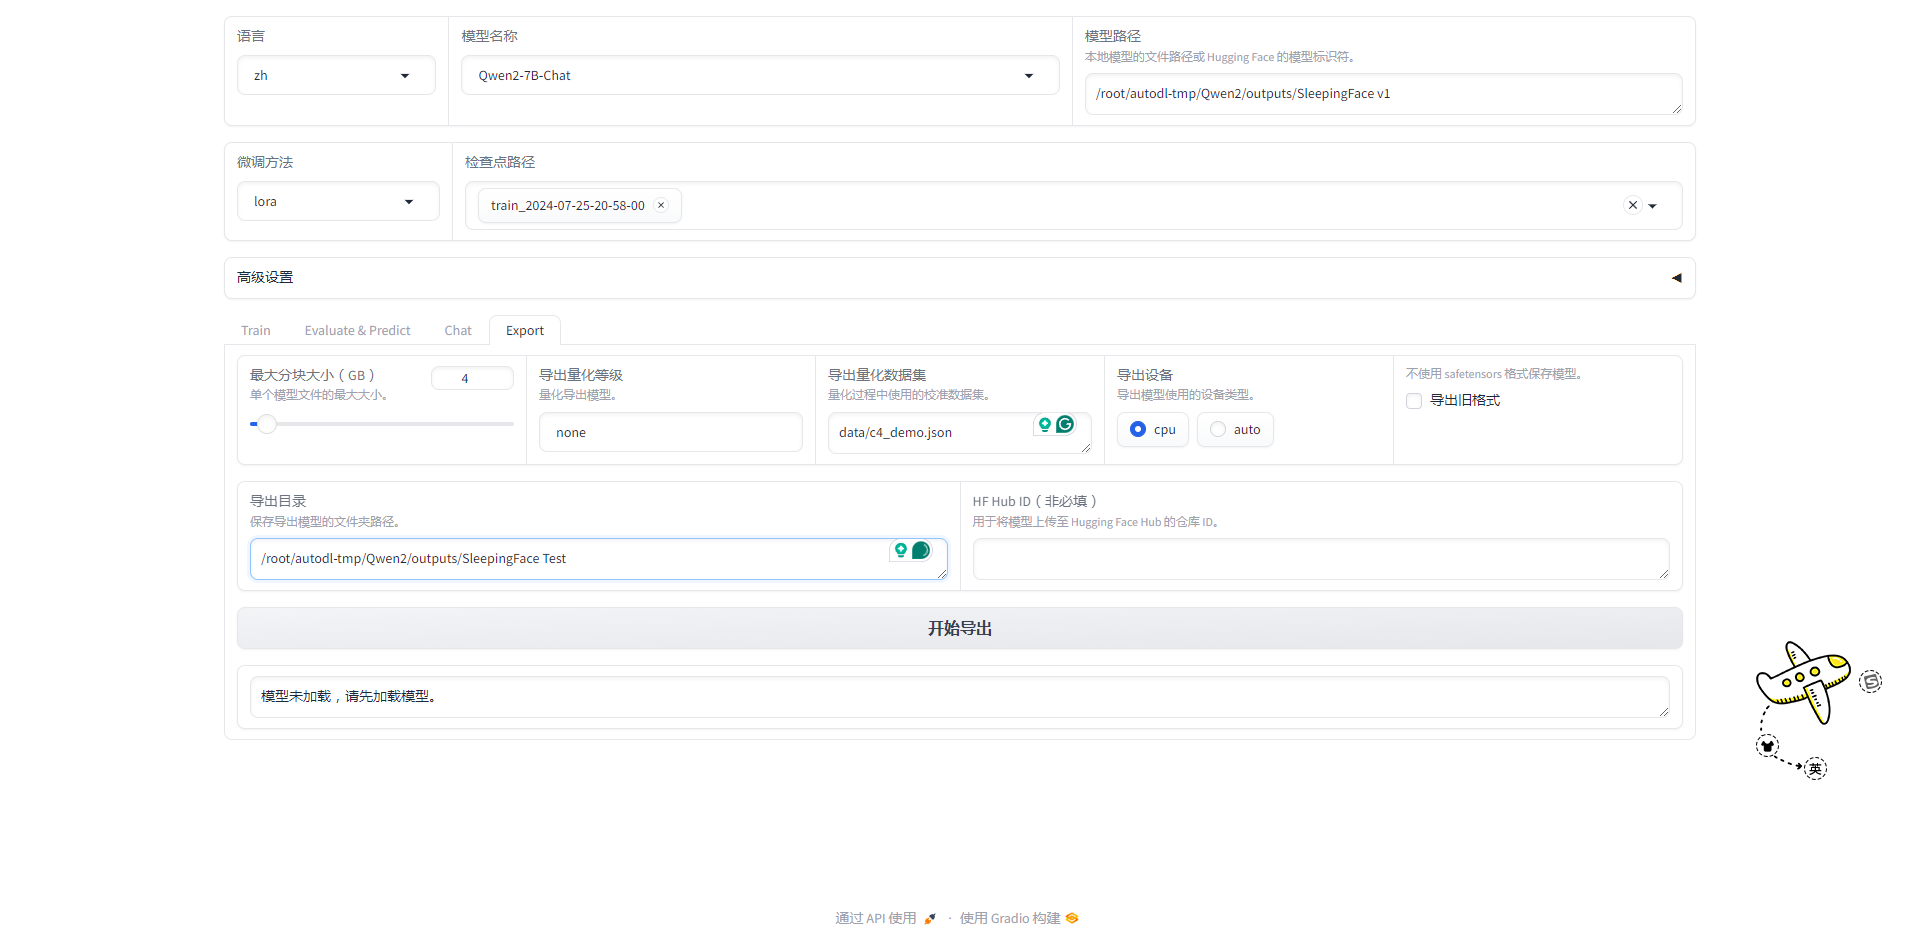 语言
zh
模型名称
Qwen2-7B-Chat
模型路径
本地模型的文件路径或 Hugging Face 的模型标识符。
/root/autodl-tmp/Qwen2/outputs/SleepingFace v1
微调方法
lora
检查点路径
train_2024-07-25-20-58-00
高级设置
Train
Evaluate & Predict
Chat
Export
最大分块大小（GB）
4
单个模型文件的最大大小。
导出量化等级
量化导出模型。
none
导出量化数据集
量化过程中使用的校准数据集。
data/c4_demo.json
导出设备
导出模型使用的设备类型。
cpu
auto
不使用 safetensors 格式保存模型。
导出旧格式
导出目录
保存导出模型的文件夹路径。
/root/autodl-tmp/Qwen2/outputs/SleepingFace Test
HF Hub ID（非必填）
用于将模型上传至 Hugging Face Hub 的仓库 ID。
开始导出
模型未加载，请先加载模型。
S
英
通过 API 使用 · 使用 Gradio 构建